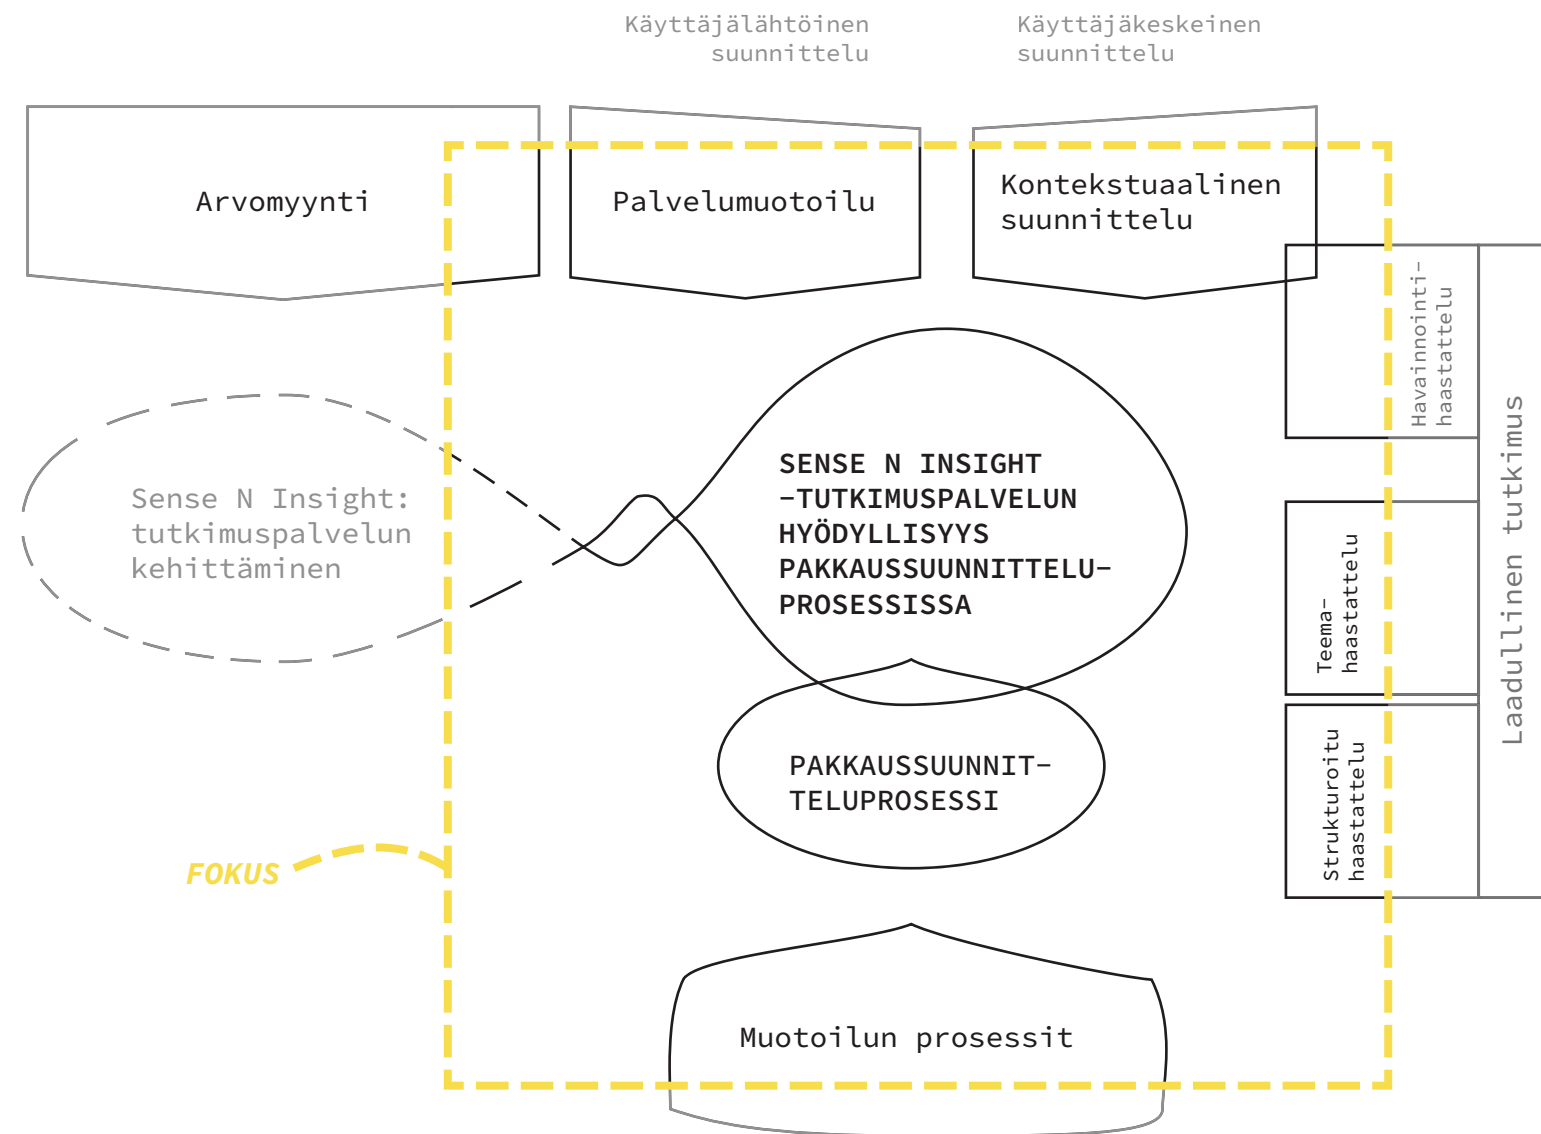 Käyttäjälähtöinen
suunnittelu
Käyttäjäkeskeinen
suunnittelu
Arvomyynti
Palvelumuotoilu
Kontekstuaalinen
suunnittelu
Havainnointi-
haastattelu
Laadullinen tutkimus
Sense N Insight:
tutkimuspalvelun
kehittäminen
SENSE N INSIGHT
-TUTKIMUSPALVELUN
HYÖDYLLISYYS
PAKKAUSSUUNNITTELU-
PROSESSISSA
Teema-
haastattelu
PAKKAUSSUUNNIT-
TELUPROSESSI
Strukturoitu
haastattelu
FOKUS
Muotoilun prosessit